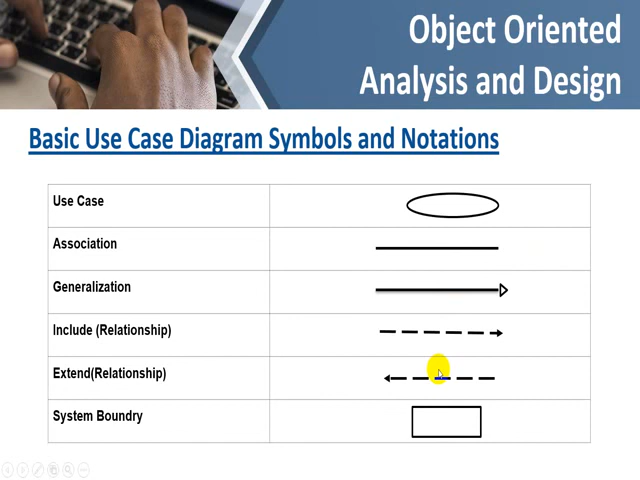 Object Oriented
Analysis and Design
Basic Use Case Diagram Symbols and Notations
Use Case
Association
Generalization
Include (Relationship)
Extend(Relationship)
System Boundry